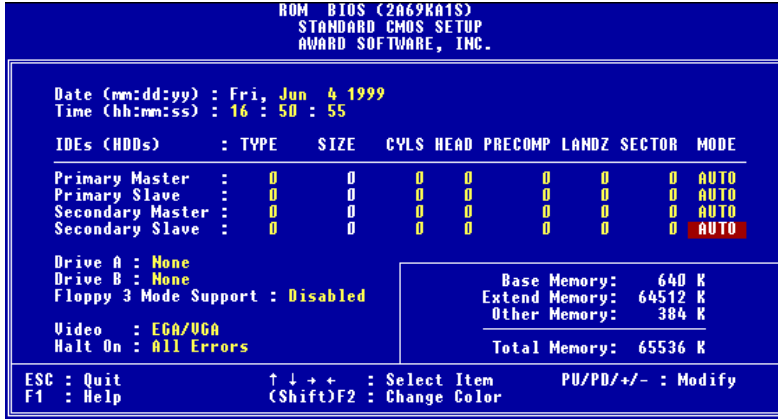 ROM BIOS (2A69KA1S)
STANDARD CMOS SETUP
AWARD SOFTWARE, INC.
Date (mm:dd:yy) : Fri, Jun 4 1999
Time (hh:mm:ss) : 16 : 50 : 55
IDEs (HDDs) : TYPE SIZE CYLS HEAD PRECOMP LANDZ SECTOR MODE
Primary Master : 0 0 0 0 0 0 0 AUTO
Primary Slave : 0 0 0 0 0 0 0 AUTO
Secondary Master : 0 0 0 0 0 0 0 AUTO
Secondary Slave : 0 0 0 0 0 0 0 AUTO
Drive A : None
Drive B : None
Floppy 3 Mode Support : Disabled
Video : EGA/VGA
Halt On : All Errors
Base Memory: 640 K
Extend Memory: 64512 K
Other Memory: 384 K
Total Memory: 65536 K
ESC : Quit ↑ ↓ → ← : Select Item PU/PD/+/- : Modify
F1 : Help (Shift)F2 : Change Color